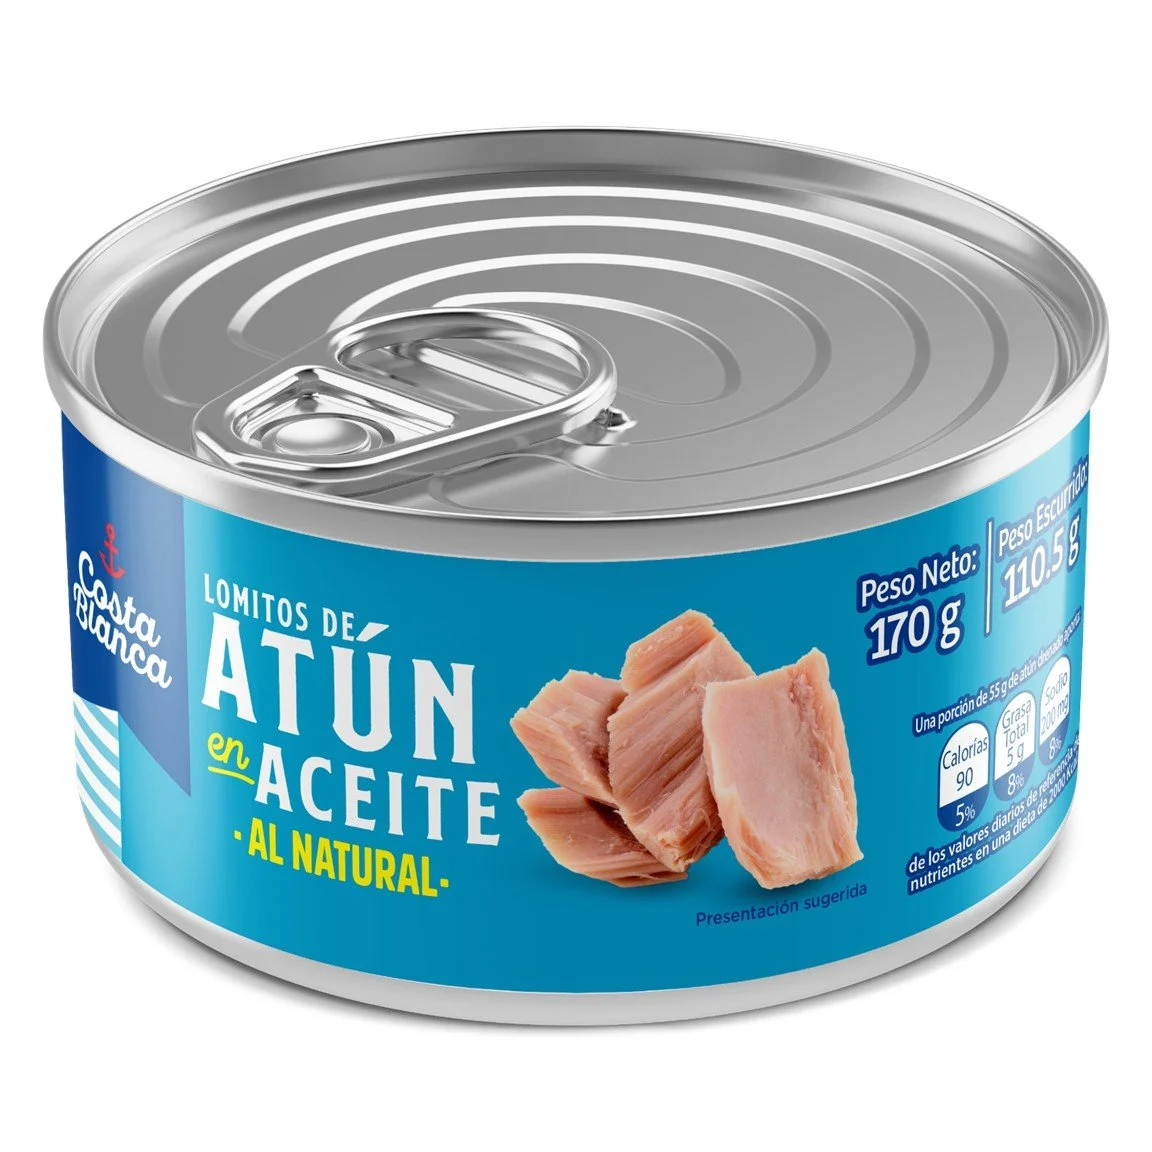 Costa
Blanca
LOMITOS DE
ATÚN
en ACEITE
· AL NATURAL ·
Presentación sugerida
Peso Neto:
170 g
Peso Escurrido:
110.5 g
Una porción de 55 g de atún drenado aporta:
Calorías
90
5%
Grasa
Total
5 g
8%
Sodio
200 mg
8%
de los valores diarios de referencia de
nutrientes en una dieta de 2000 Kcal